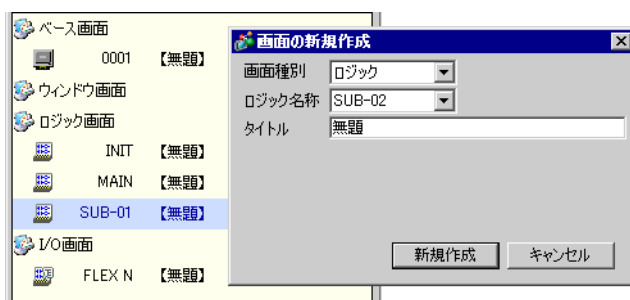 ベース画面
0001 【無題】
ウィンドウ画面
ロジック画面
INIT 【無題】
MAIN 【無題】
SUB-01 【無題】
I/O画面
FLEX N 【無題】
画面の新規作成
画面種別 ロジック
ロジック名称 SUB-02
タイトル 無題
新規作成 キャンセル